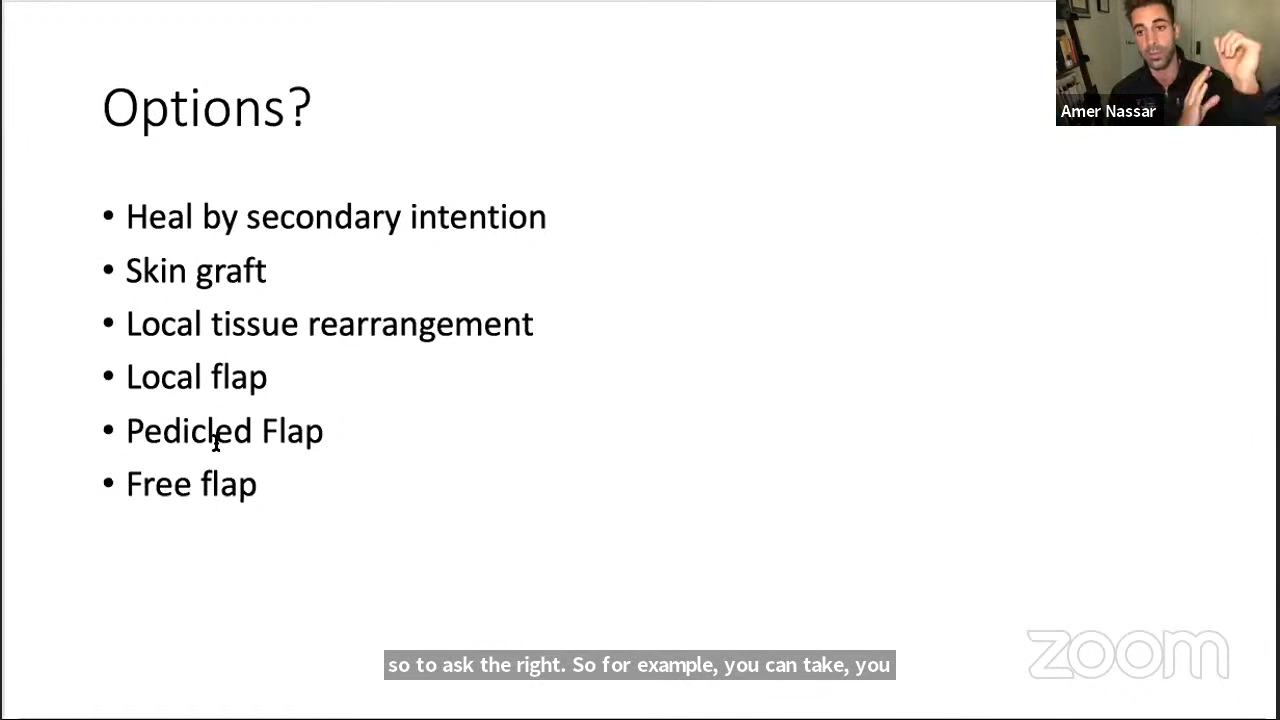 Amer Nassar
Options?
• Heal by secondary intention
• Skin graft
• Local tissue rearrangement
• Local flap
• Pedicled Flap
• Free flap
so to ask the right. So for example, you can take, you
zoom